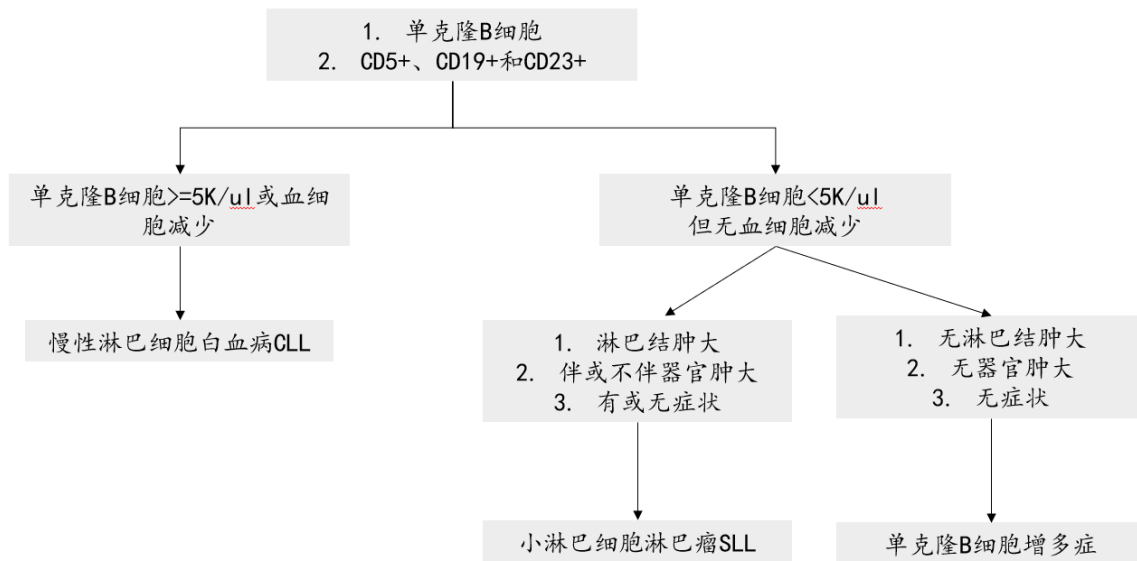 1. 单克隆B细胞
2. CD5+、CD19+和CD23+
单克隆B细胞>=5K/ul或血细
胞减少
单克隆B细胞<5K/ul
但无血细胞减少
慢性淋巴细胞白血病CLL
1. 淋巴结肿大
2. 伴或不伴器官肿大
3. 有或无症状
1. 无淋巴结肿大
2. 无器官肿大
3. 无症状
小淋巴细胞淋巴瘤SLL
单克隆B细胞增多症